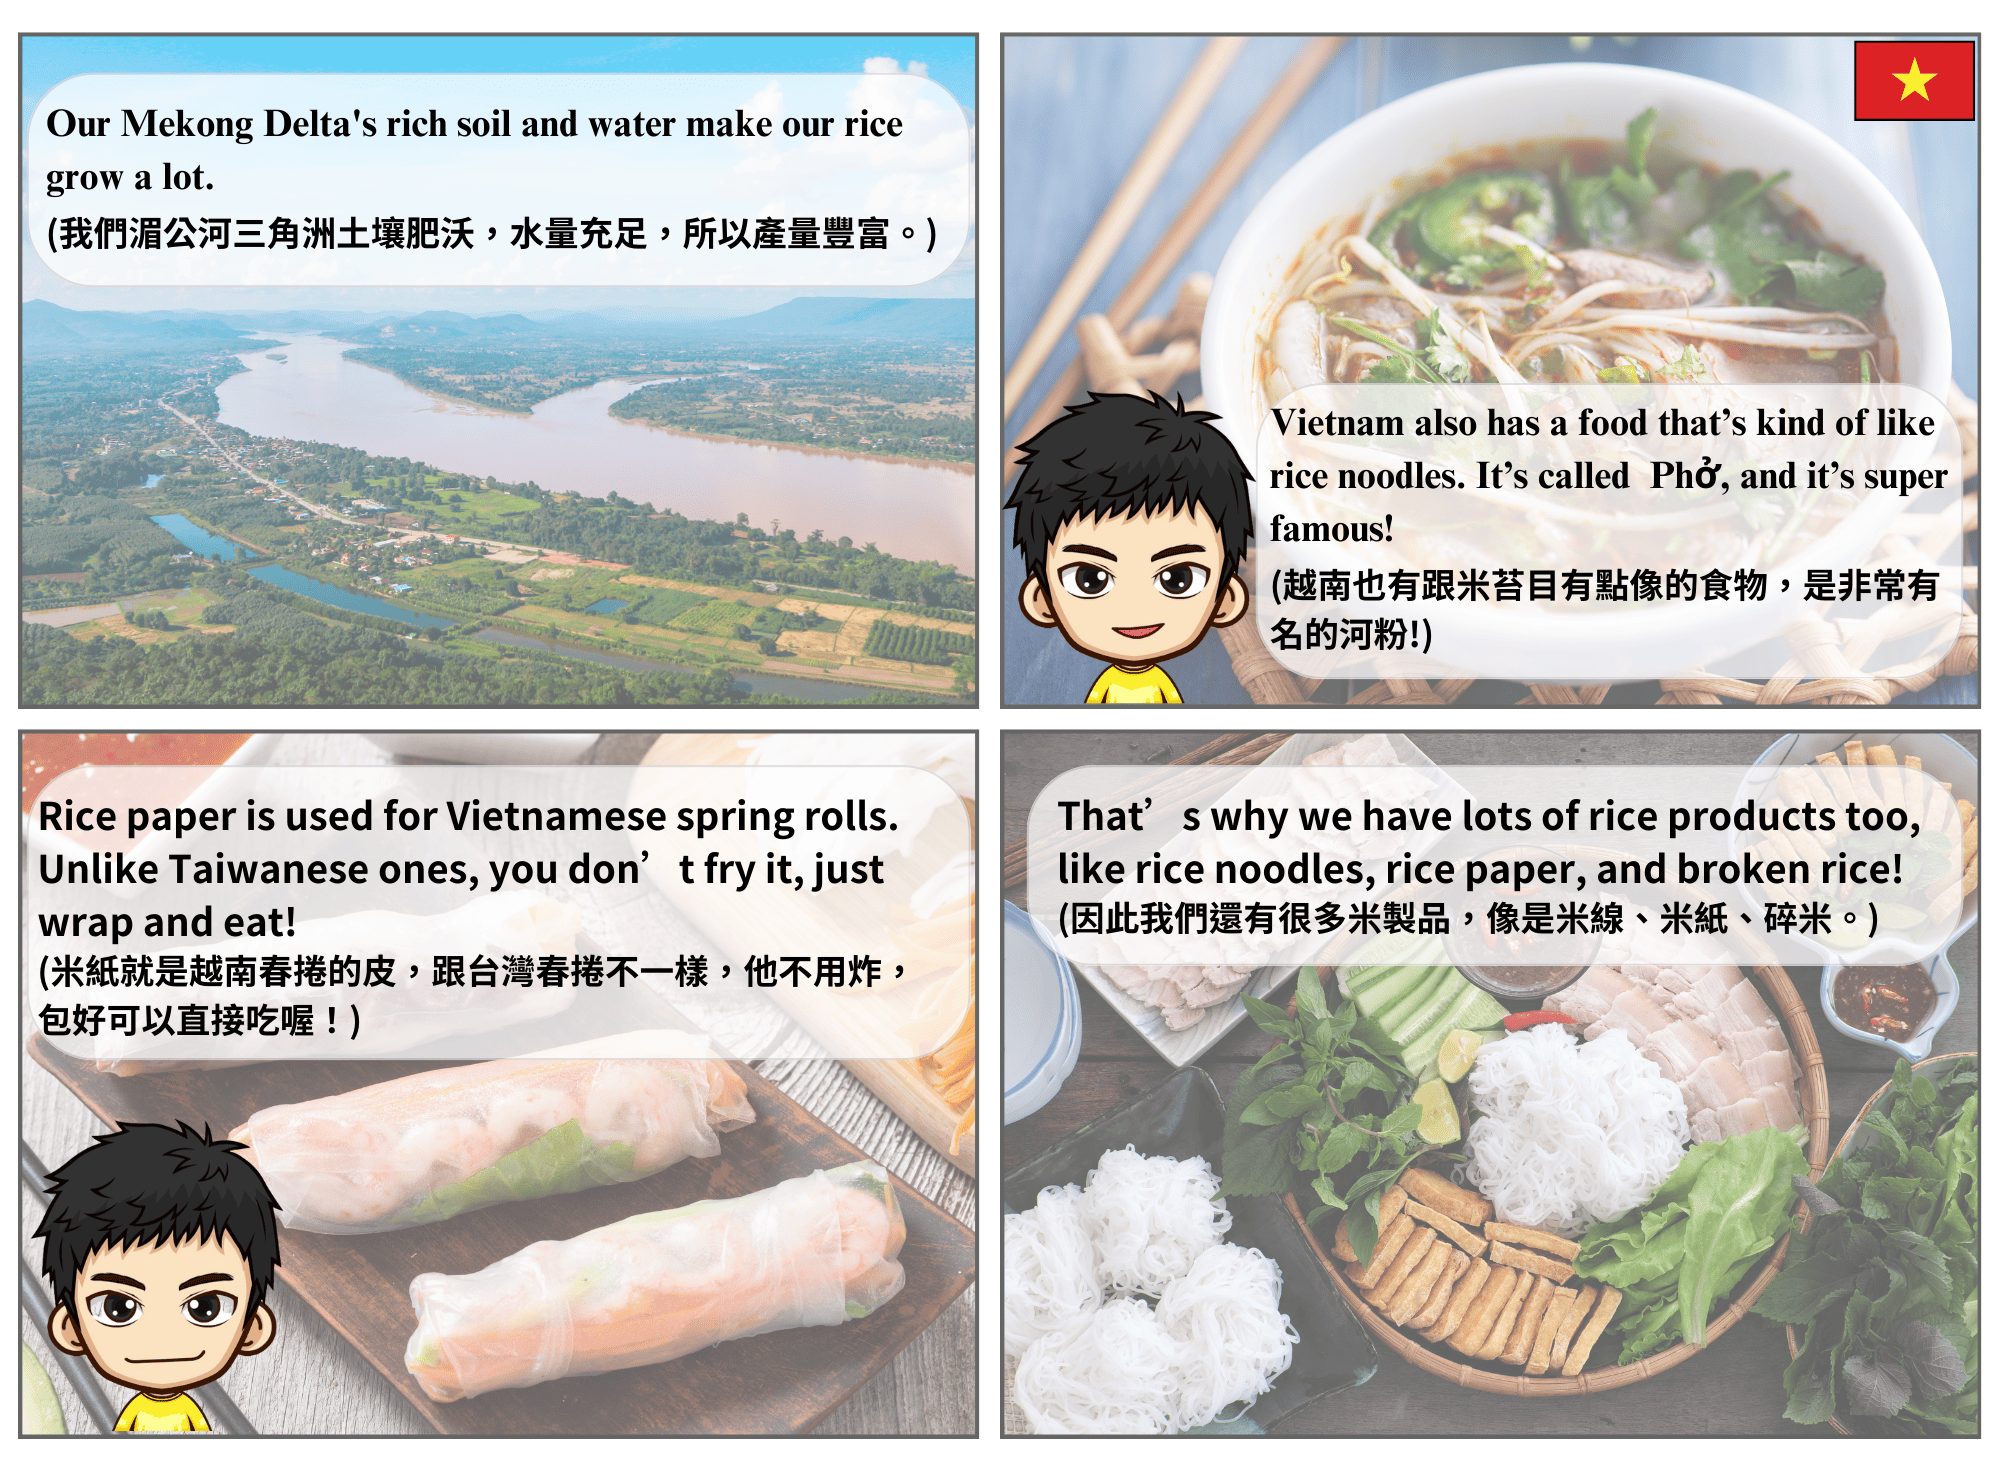 Our Mekong Delta's rich soil and water make our rice
grow a lot.
(我們湄公河三角洲土壤肥沃，水量充足，所以產量豐富。)
Vietnam also has a food that’s kind of like
rice noodles. It’s called  Phở, and it’s super
famous!
(越南也有跟米苔目有點像的食物，是非常有
名的河粉!)
Rice paper is used for Vietnamese spring rolls.
Unlike Taiwanese ones, you don’t fry it, just
wrap and eat!
(米紙就是越南春捲的皮，跟台灣春捲不一樣，他不用炸，
包好可以直接吃喔！)
That’s why we have lots of rice products too,
like rice noodles, rice paper, and broken rice!
(因此我們還有很多米製品，像是米線、米紙、碎米。)